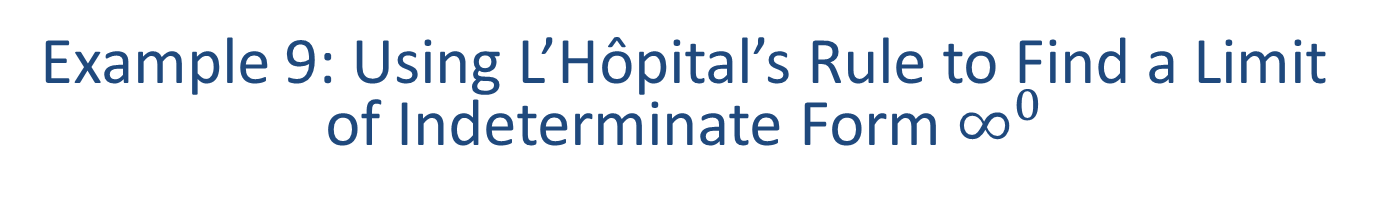 Example 9: Using L’Hôpital’s Rule to Find a Limit
of Indeterminate Form ∞⁰